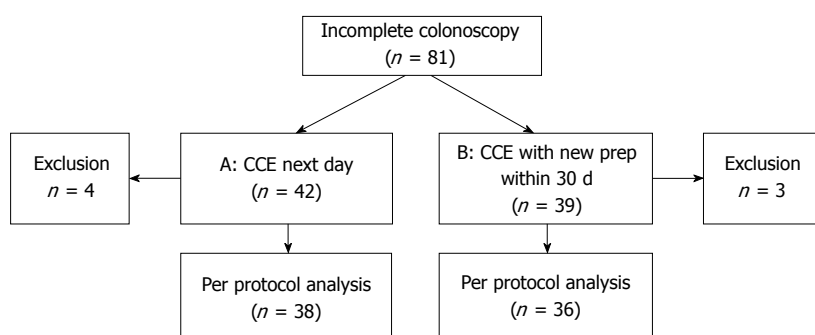 Incomplete colonoscopy
(n = 81)
Exclusion
n = 4
A: CCE next day
(n = 42)
B: CCE with new prep
within 30 d
(n = 39)
Exclusion
n = 3
Per protocol analysis
(n = 38)
Per protocol analysis
(n = 36)